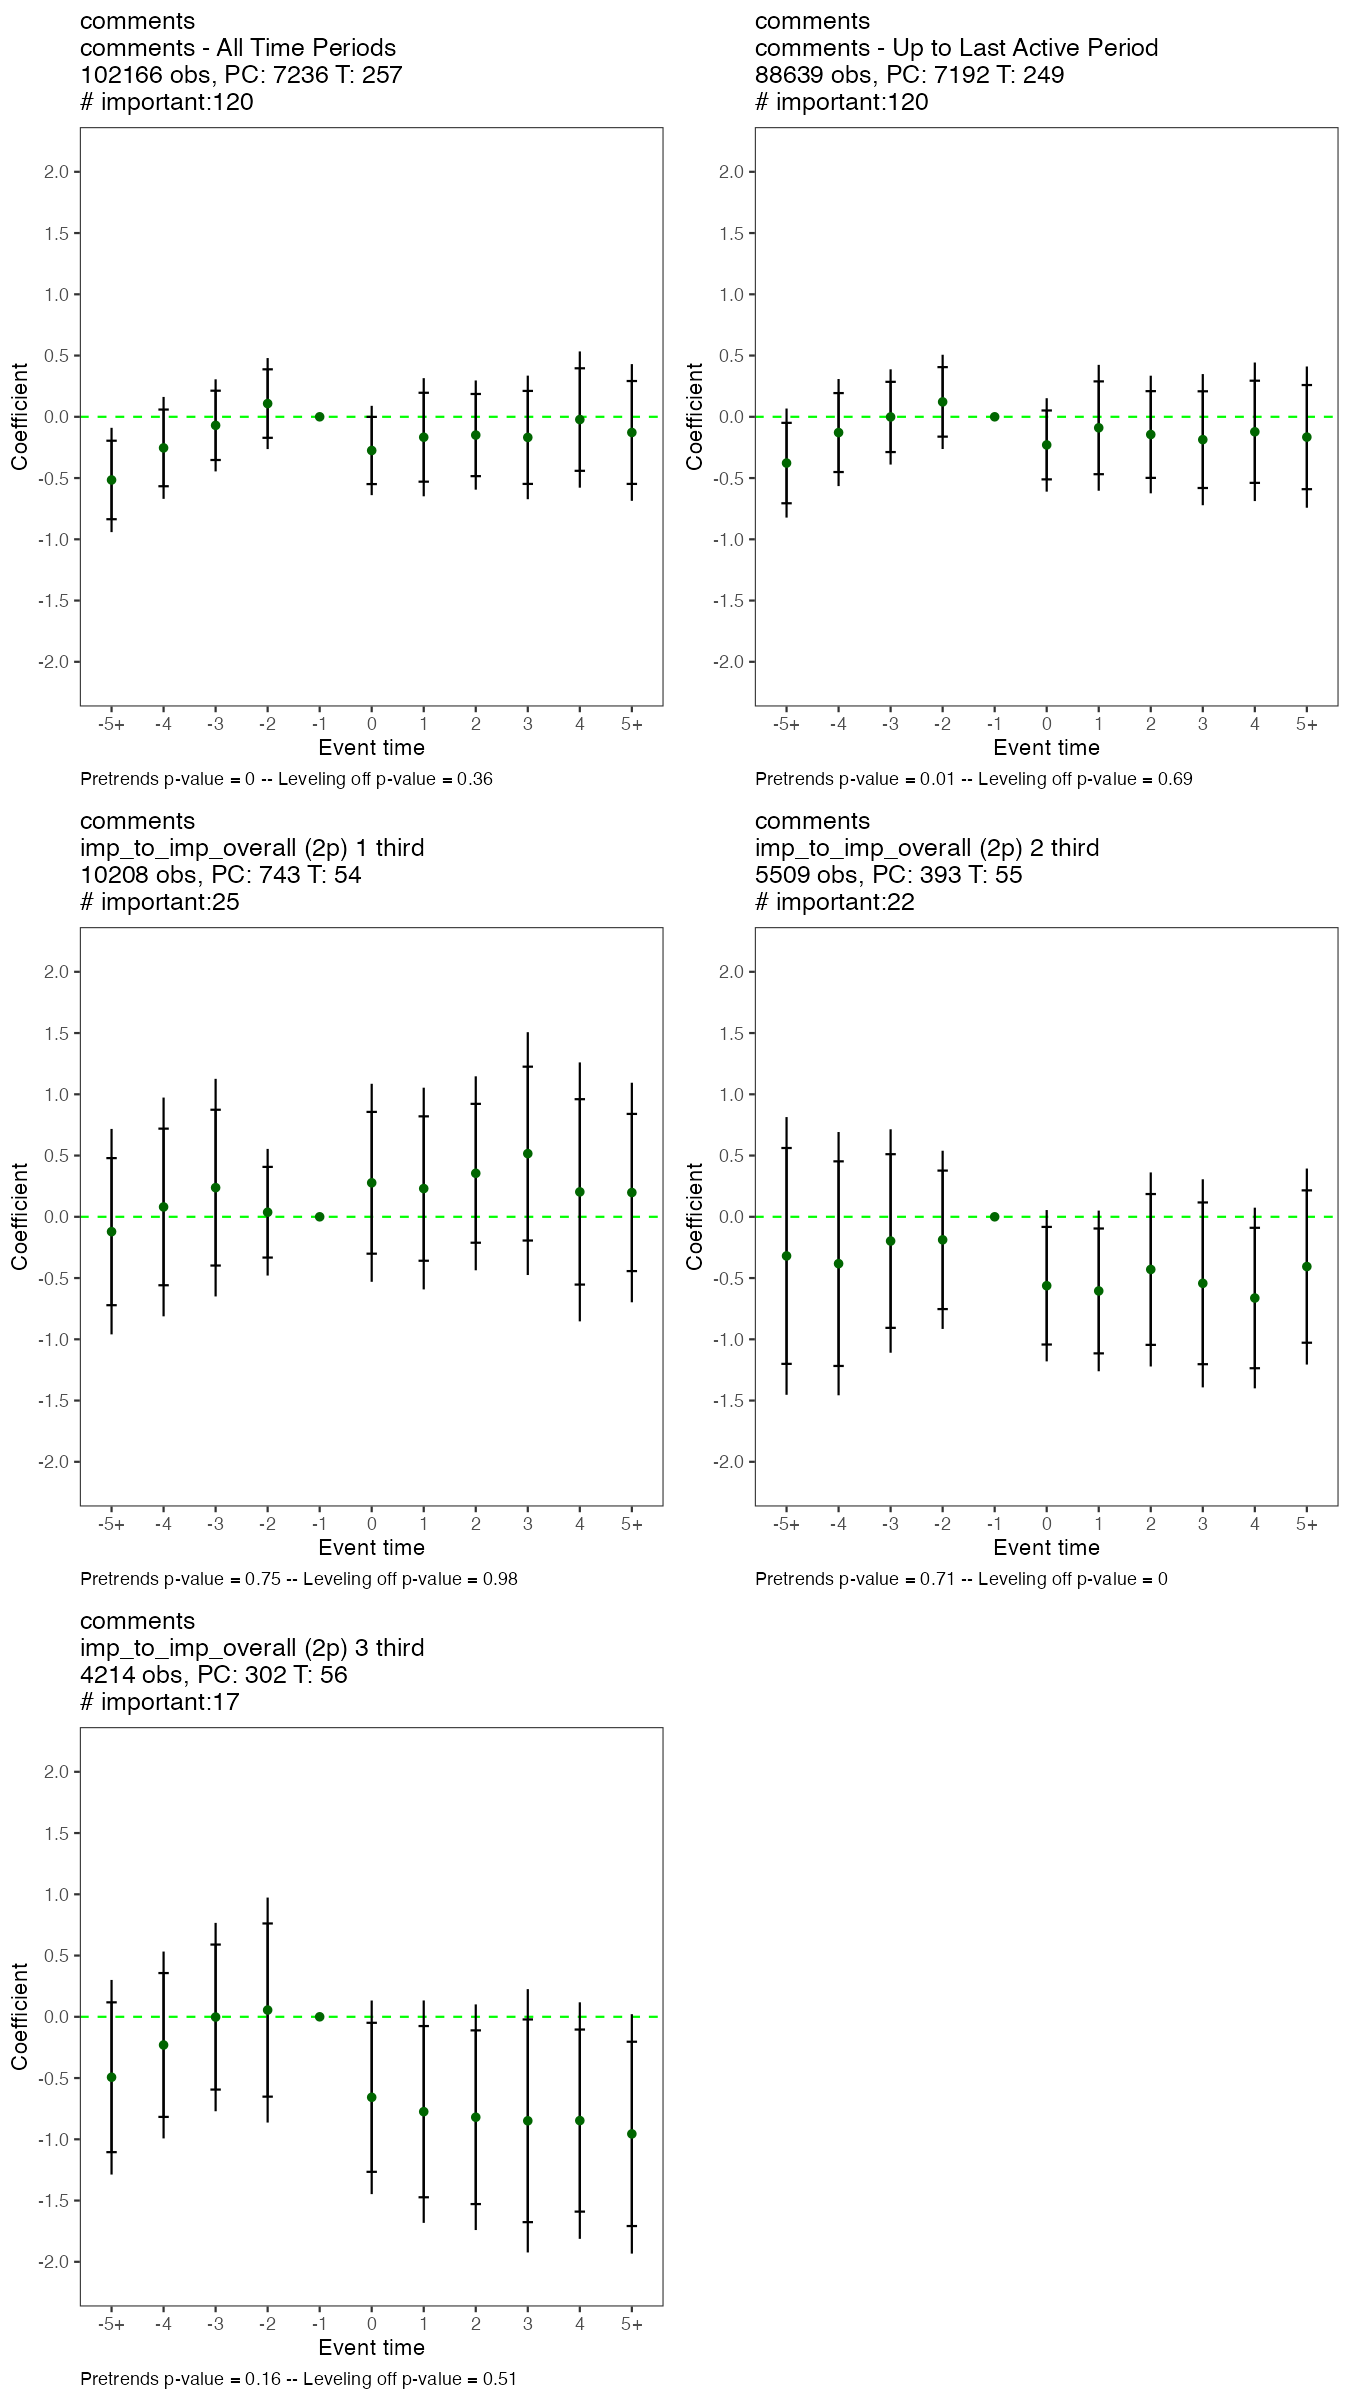 comments
comments - All Time Periods
102166 obs, PC: 7236 T: 257
# important:120
2.0
1.5
1.0
0.5
0.0
-0.5
-1.0
-1.5
-2.0
Coefficient
-5+ -4 -3 -2 -1 0 1 2 3 4 5+
Event time
Pretrends p-value = 0 -- Leveling off p-value = 0.36
comments
comments - Up to Last Active Period
88639 obs, PC: 7192 T: 249
# important:120
2.0
1.5
1.0
0.5
0.0
-0.5
-1.0
-1.5
-2.0
Coefficient
-5+ -4 -3 -2 -1 0 1 2 3 4 5+
Event time
Pretrends p-value = 0.01 -- Leveling off p-value = 0.69
comments
imp_to_imp_overall (2p) 1 third
10208 obs, PC: 743 T: 54
# important:25
2.0
1.5
1.0
0.5
0.0
-0.5
-1.0
-1.5
-2.0
Coefficient
-5+ -4 -3 -2 -1 0 1 2 3 4 5+
Event time
Pretrends p-value = 0.75 -- Leveling off p-value = 0.98
comments
imp_to_imp_overall (2p) 2 third
5509 obs, PC: 393 T: 55
# important:22
2.0
1.5
1.0
0.5
0.0
-0.5
-1.0
-1.5
-2.0
Coefficient
-5+ -4 -3 -2 -1 0 1 2 3 4 5+
Event time
Pretrends p-value = 0.71 -- Leveling off p-value = 0
comments
imp_to_imp_overall (2p) 3 third
4214 obs, PC: 302 T: 56
# important:17
2.0
1.5
1.0
0.5
0.0
-0.5
-1.0
-1.5
-2.0
Coefficient
-5+ -4 -3 -2 -1 0 1 2 3 4 5+
Event time
Pretrends p-value = 0.16 -- Leveling off p-value = 0.51